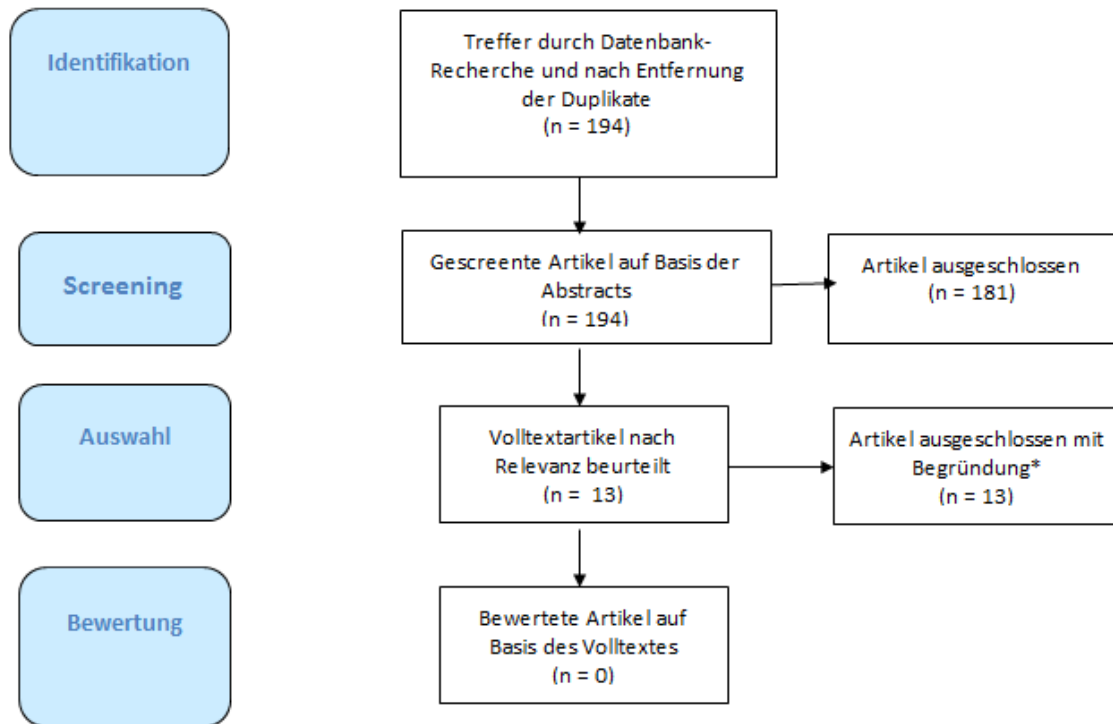 Identifikation
Treffer durch Datenbank-
Recherche und nach Entfernung
der Duplikate
(n = 194)
Screening
Gescreente Artikel auf Basis der
Abstracts
(n = 194)
Artikel ausgeschlossen
(n = 181)
Auswahl
Volltextartikel nach
Relevanz beurteilt
(n = 13)
Artikel ausgeschlossen mit
Begründung*
(n = 13)
Bewertung
Bewertete Artikel auf
Basis des Volltextes
(n = 0)